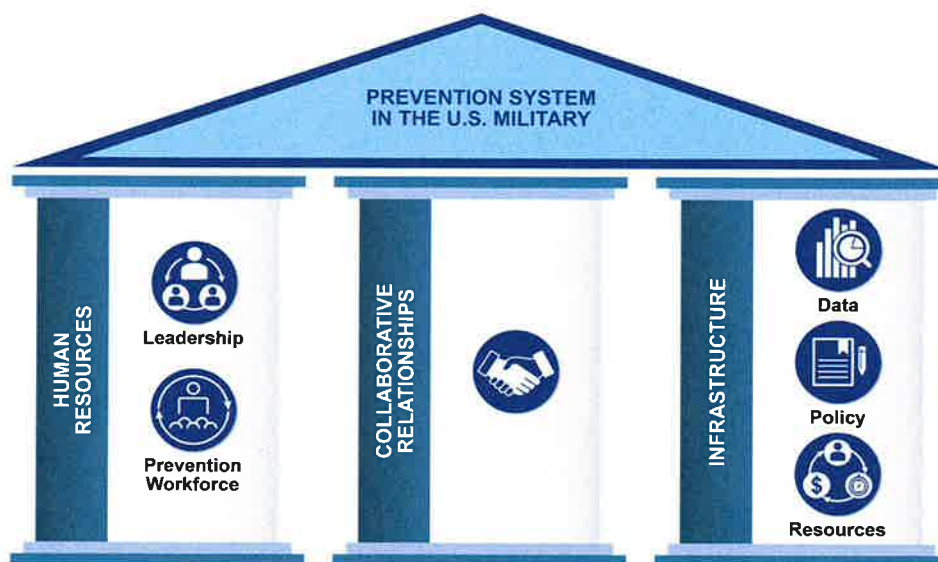 PREVENTION SYSTEM
IN THE U.S. MILITARY
HUMAN
RESOURCES
Leadership
Prevention
Workforce
COLLABORATIVE
RELATIONSHIPS
INFRASTRUCTURE
Data
Policy
$
Resources